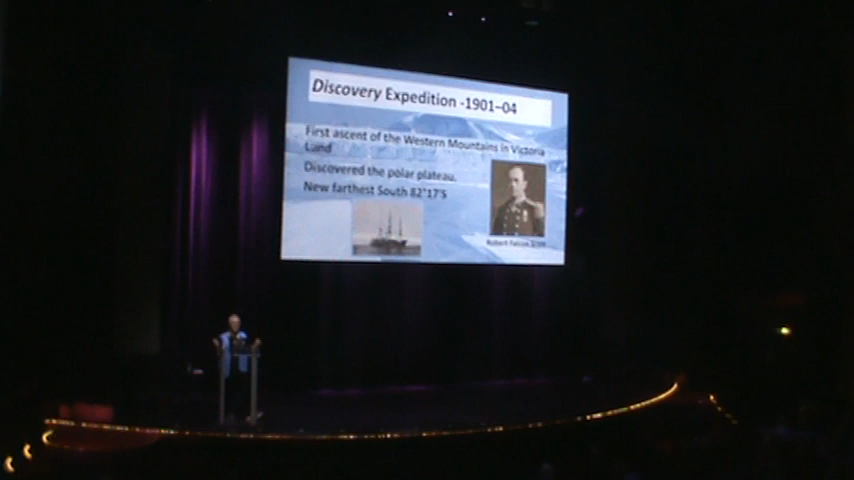 Discovery Expedition -1901–04
First ascent of the Western Mountains in Victoria
Land
Discovered the polar plateau.
New farthest South 82°17'S
Robert Falcon